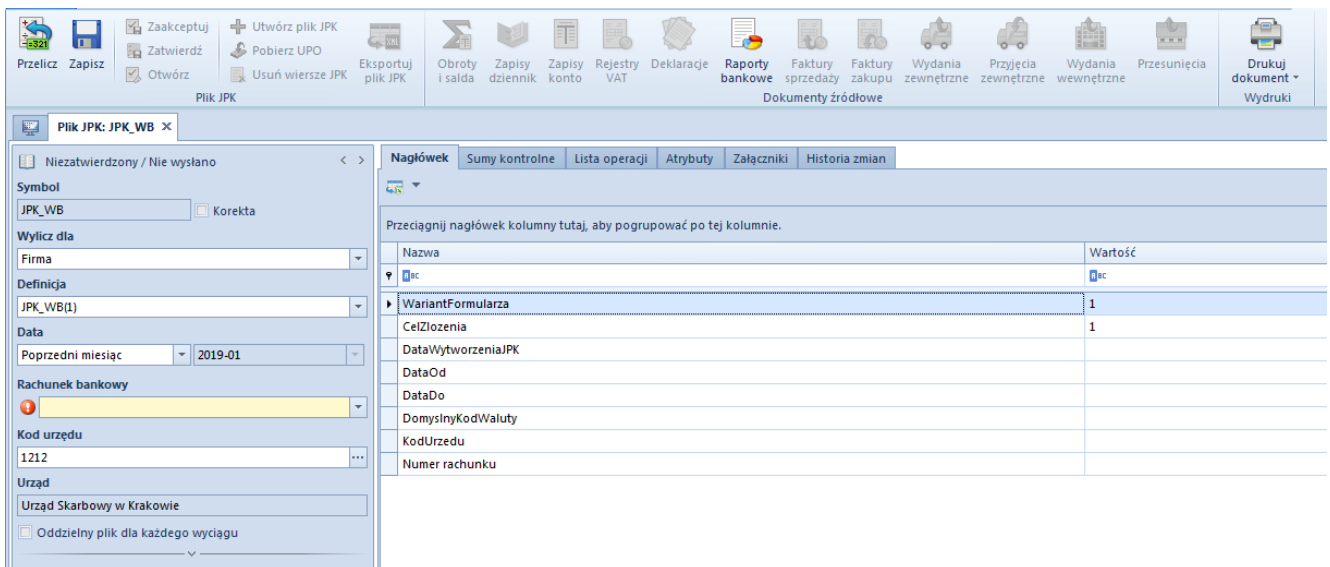 Przelicz
Zapisz
Zaakceptuj
Zatwierdź
Otwórz
Utwórz plik JPK
Pobierz UPO
Usuń wiersze JPK
Eksportuj
plik JPK
Plik JPK
Obroty
i salda
Zapisy
dziennik
Zapisy
konto
Rejestry
VAT
Deklaracje
Raporty
bankowe
Faktury
sprzedaży
Faktury
zakupu
Wydania
zewnętrzne
Przyjęcia
zewnętrzne
Wydania
wewnętrzne
Przesunięcia
Dokumenty źródłowe
Drukuj
dokument
Wydruki
Plik JPK: JPK_WB
Niezatwierdzony / Nie wysłano
Symbol
JPK_WB
Korekta
Wylicz dla
Firma
Definicja
JPK_WB(1)
Data
Poprzedni miesiąc
2019-01
Rachunek bankowy
Kod urzędu
1212
Urząd
Urząd Skarbowy w Krakowie
Oddzielny plik dla każdego wyciągu
Nagłówek
Sumy kontrolne
Lista operacji
Atrybuty
Załączniki
Historia zmian
Przeciągnij nagłówek kolumny tutaj, aby pogrupować po tej kolumnie.
Nazwa
Wartość
WariantFormularza
1
CelZlozenia
1
DataWytworzeniaJPK
DataOd
DataDo
DomyslnyKodWaluty
KodUrzedu
Numer rachunku